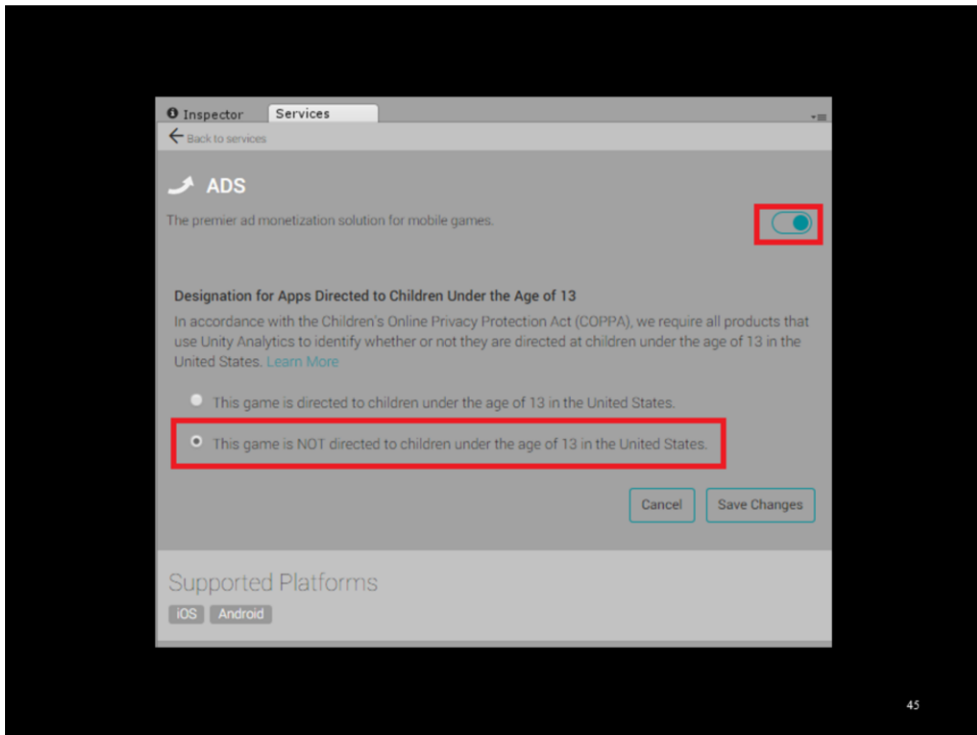 Inspector Services
Back to services
ADS
The premier ad monetization solution for mobile games.
Designation for Apps Directed to Children Under the Age of 13
In accordance with the Children's Online Privacy Protection Act (COPPA), we require all products that
use Unity Analytics to identify whether or not they are directed at children under the age of 13 in the
United States. Learn More
This game is directed to children under the age of 13 in the United States.
This game is NOT directed to children under the age of 13 in the United States.
Cancel Save Changes
Supported Platforms
iOS Android
45